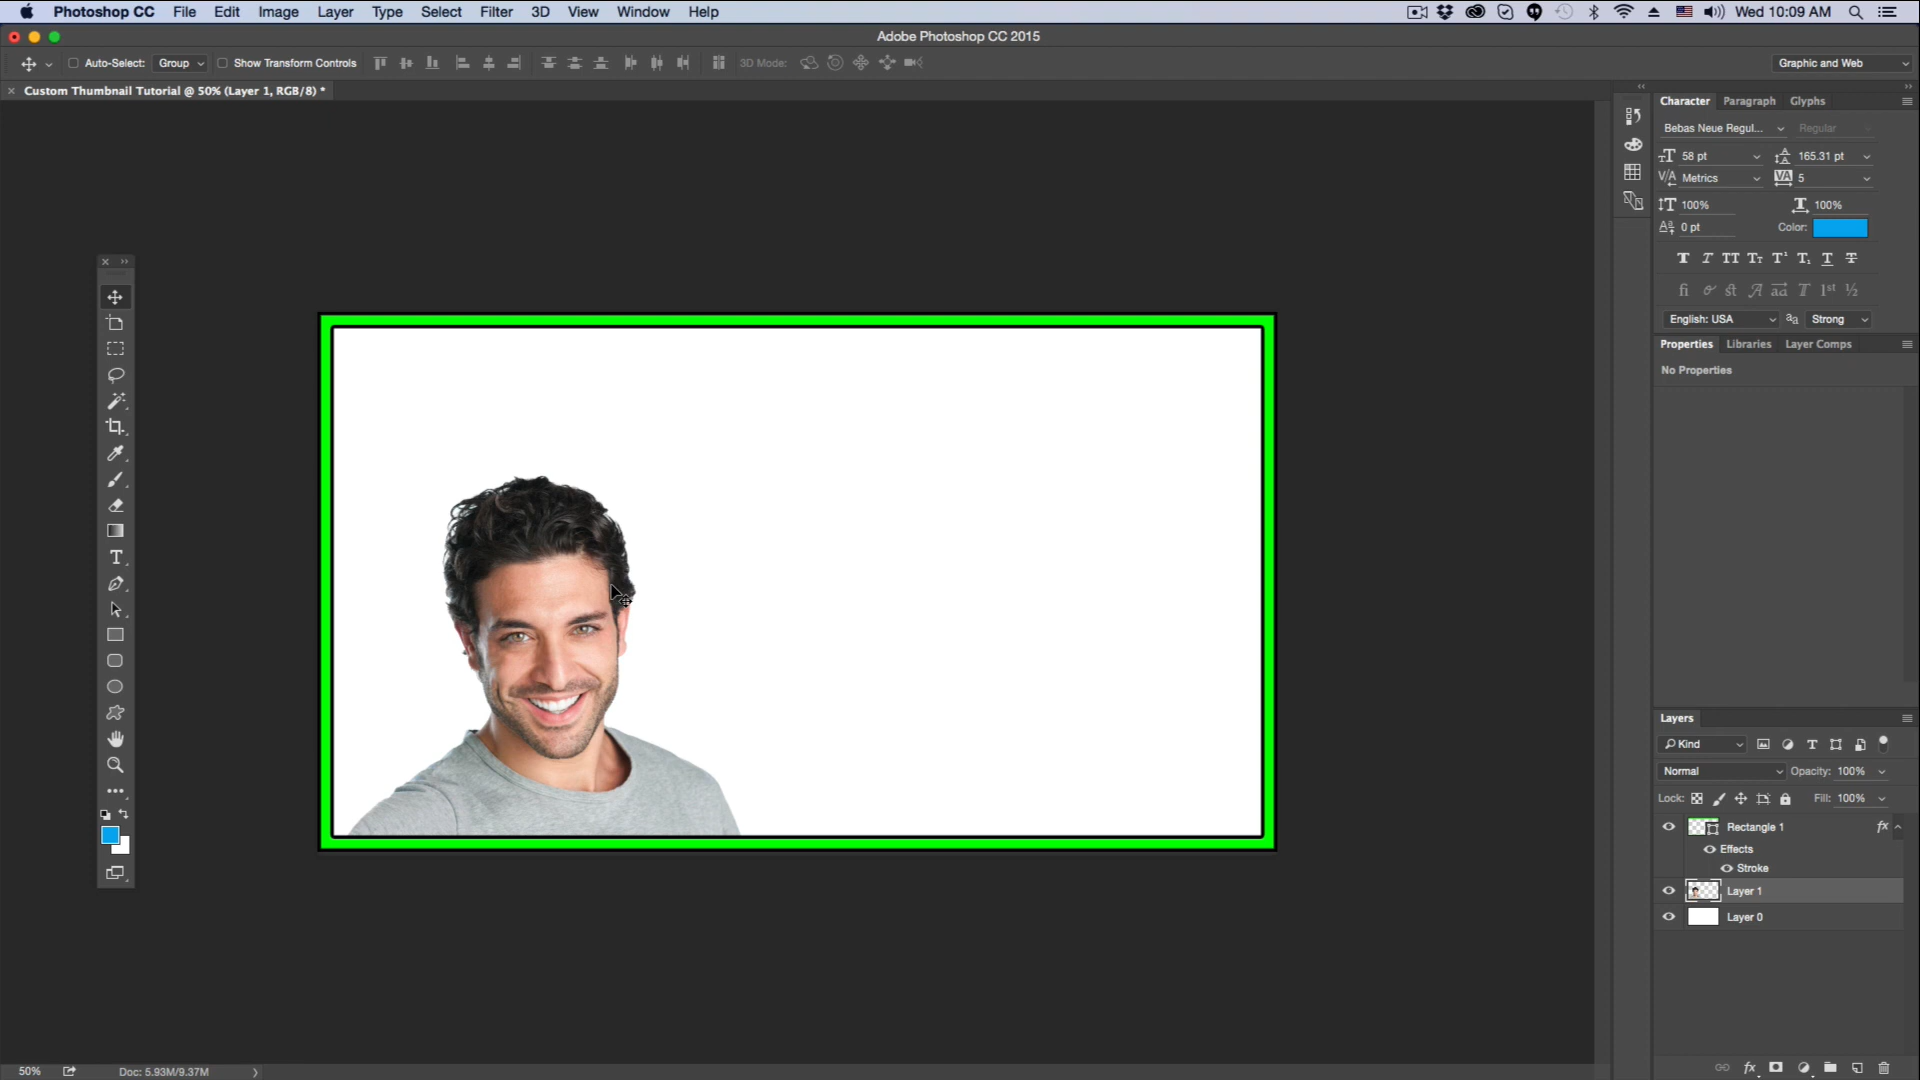 Photoshop CC File Edit Image Layer Type Select Filter 3D View Window Help Wed 10:09 AM
Adobe Photoshop CC 2015
Auto-Select: Group Show Transform Controls 3D Mode: Graphic and Web
Custom Thumbnail Tutorial @ 50% (Layer 1, RGB/8) *
Character Paragraph Glyphs
Bebas Neue Regul... Regular
58 pt 165.31 pt
Metrics 5
100% 100%
0 pt Color:
English: USA Strong
Properties Libraries Layer Comps
No Properties
Layers
Kind
Normal Opacity: 100%
Lock: Fill: 100%
Rectangle 1 fx
Effects
Stroke
Layer 1
Layer 0
50% Doc: 5.93M/9.37M